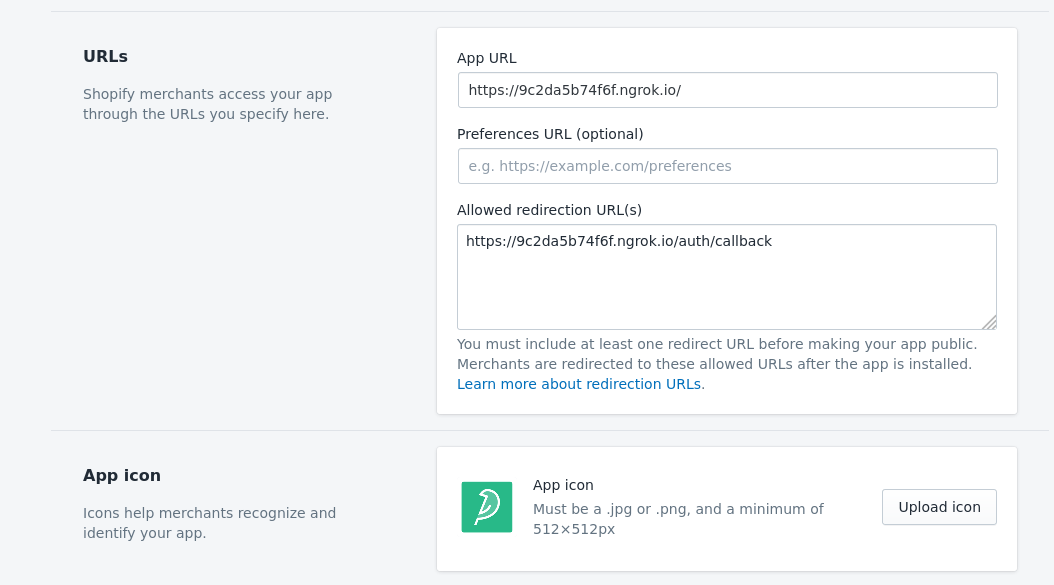 URLs
Shopify merchants access your app
through the URLs you specify here.
App URL
https://9c2da5b74f6f.ngrok.io/
Preferences URL (optional)
e.g. https://example.com/preferences
Allowed redirection URL(s)
https://9c2da5b74f6f.ngrok.io/auth/callback
You must include at least one redirect URL before making your app public.
Merchants are redirected to these allowed URLs after the app is installed.
Learn more about redirection URLs.
App icon
Icons help merchants recognize and
identify your app.
App icon
Must be a .jpg or .png, and a minimum of
512×512px
Upload icon